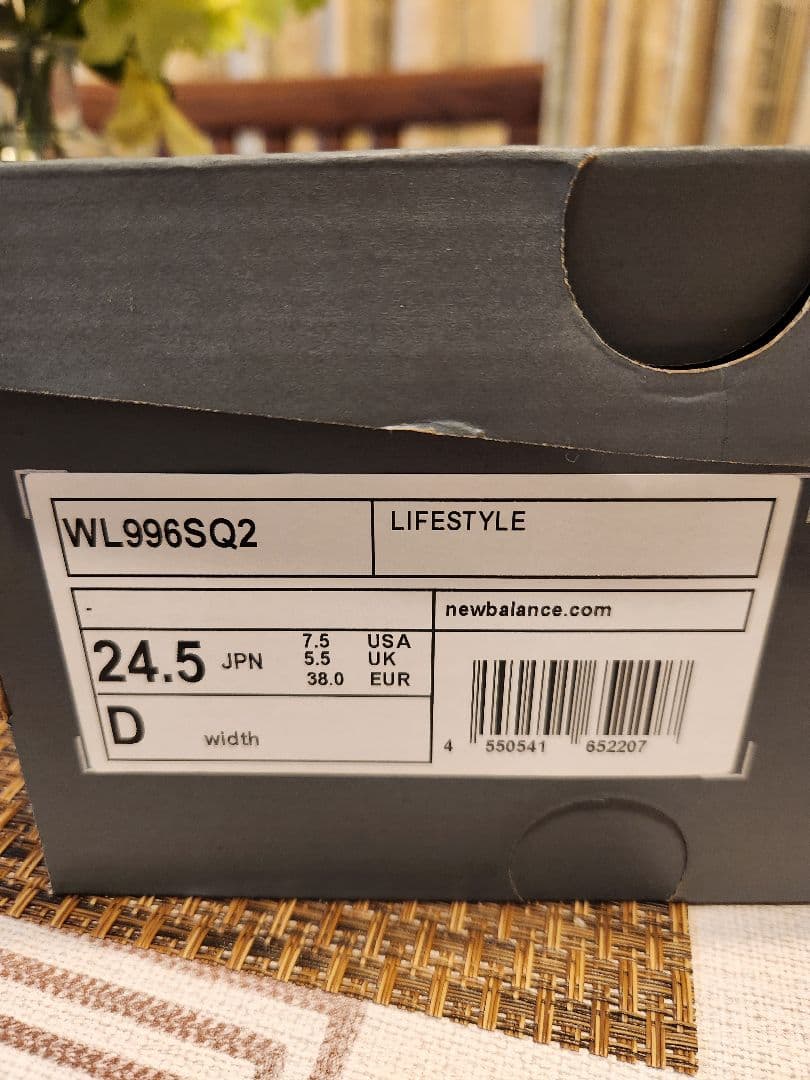 WL996SQ2
LIFESTYLE
-
newbalance.com
24.5 JPN
7.5 USA
5.5 UK
38.0 EUR
D width
4 550541 652207